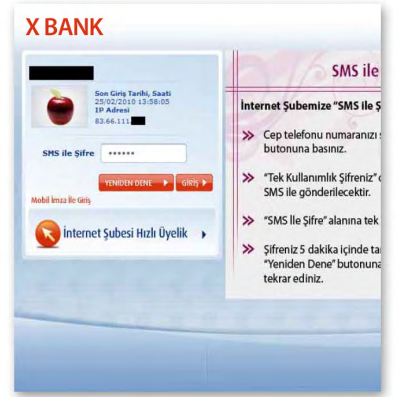 X BANK
Son Giriş Tarihi, Saati
25/02/2010 13:58:05
IP Adresi
83.66.111.
SMS ile Şifre
******
YENİDEN DENE
GİRİŞ
Mobil İmza İle Giriş
İnternet Şubesi Hızlı Üyelik
SMS ile
İnternet Şubemize "SMS ile Ş
Cep telefonu numaranızı s
butonuna basınız.
"Tek Kullanımlık Şifreniz"
SMS ile gönderilecektir.
"SMS İle Şifre" alanına tek
Şifreniz 5 dakika içinde ta
"Yeniden Dene" butonuna
tekrar ediniz.